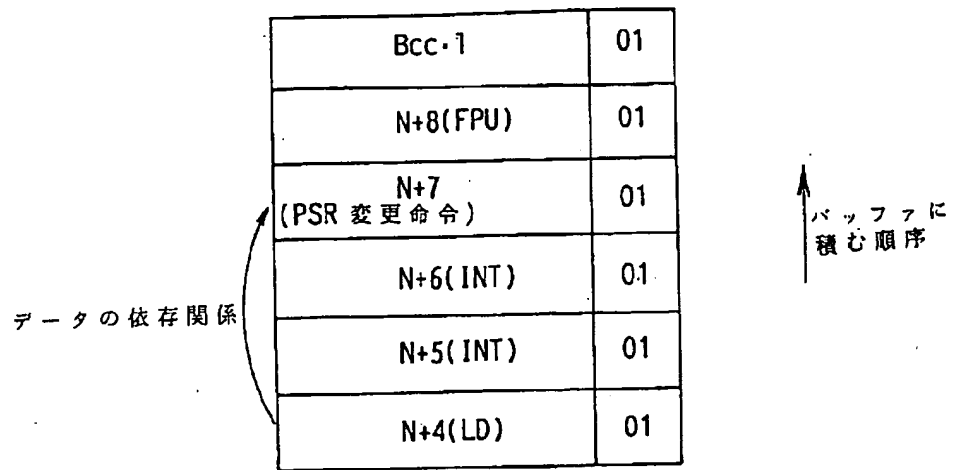 Bcc·1 01
N+8(FPU) 01
N+7
(PSR 変更命令) 01
N+6(INT) 01
N+5(INT) 01
N+4(LD) 01
データの依存関係
バッファに
積む順序